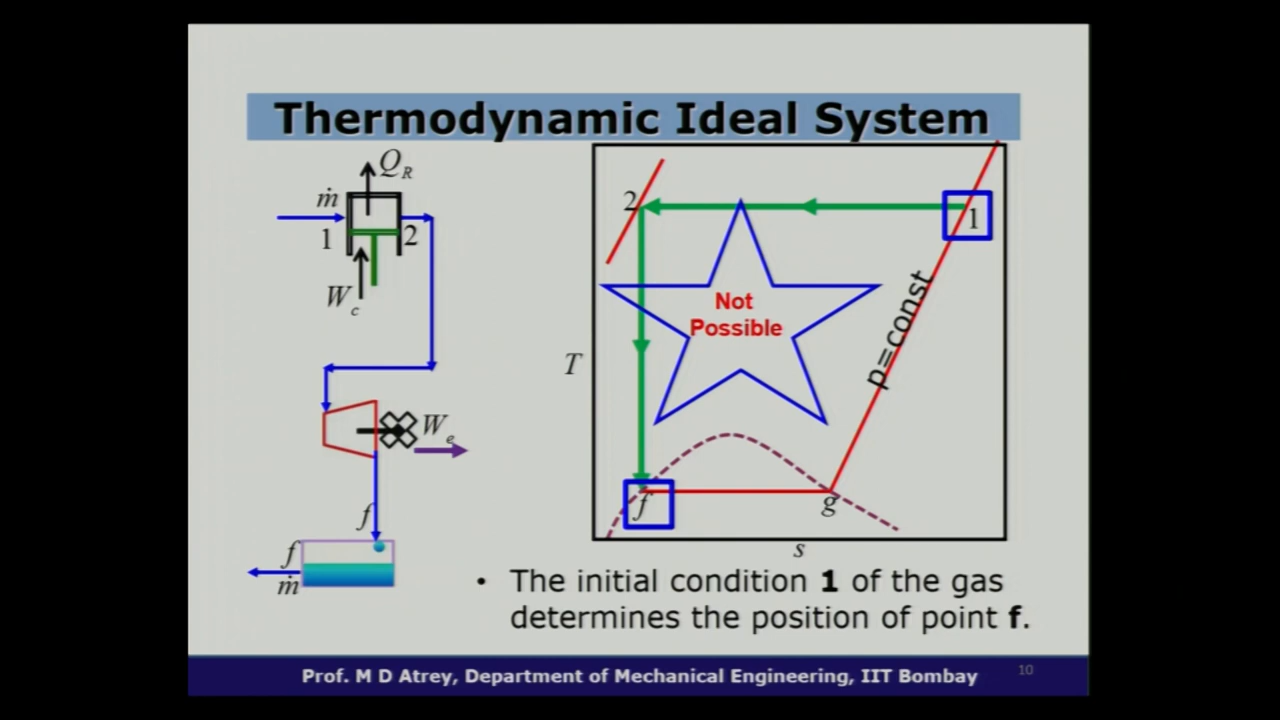 Thermodynamic Ideal System
Q_R
ṁ
1
2
W_c
W_e
f
f
ṁ
2
1
Not
Possible
p=const
T
f
g
s
• The initial condition 1 of the gas
determines the position of point f.
Prof. M D Atrey, Department of Mechanical Engineering, IIT Bombay
10